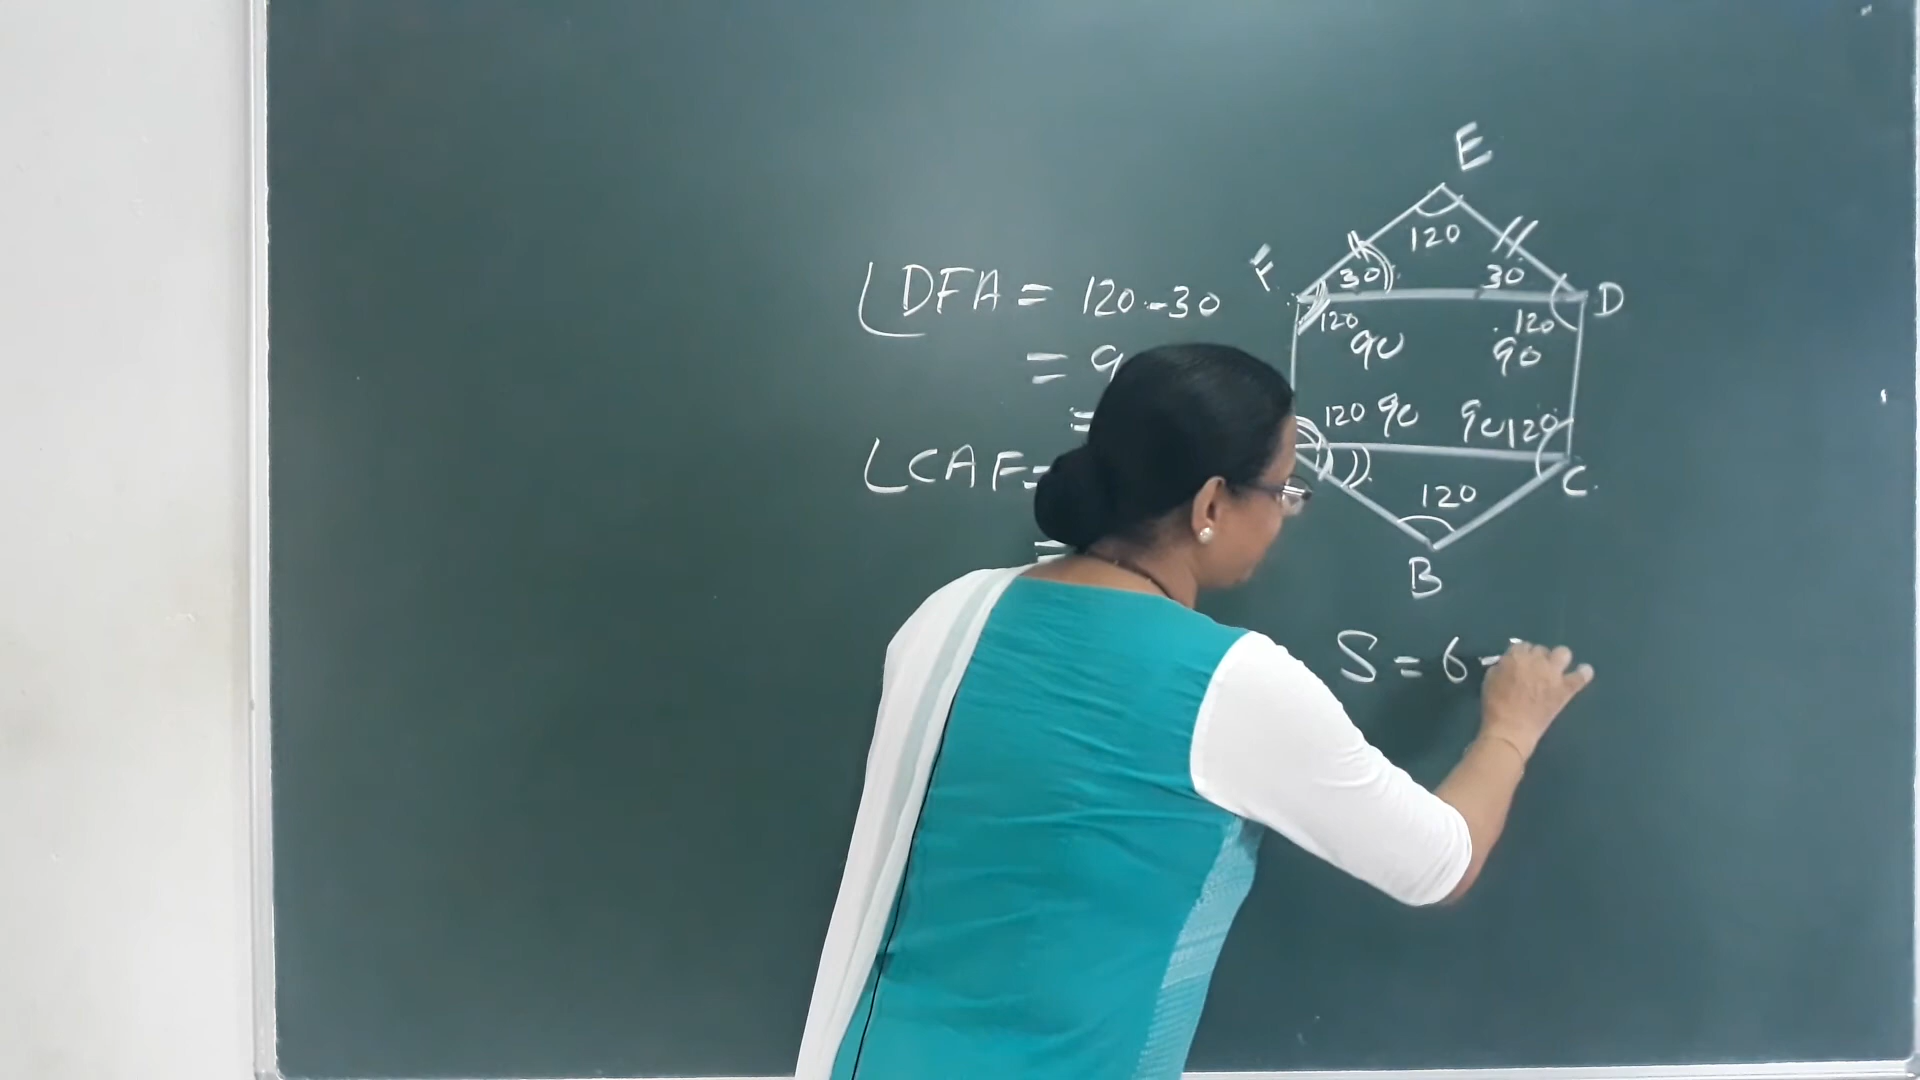 ∠DFA = 120-30
= 9
=
∠CAF=
=
E
120
F 30 30 D
120 120
90 90
120 90 90 120
C
120
B
S = 6 -